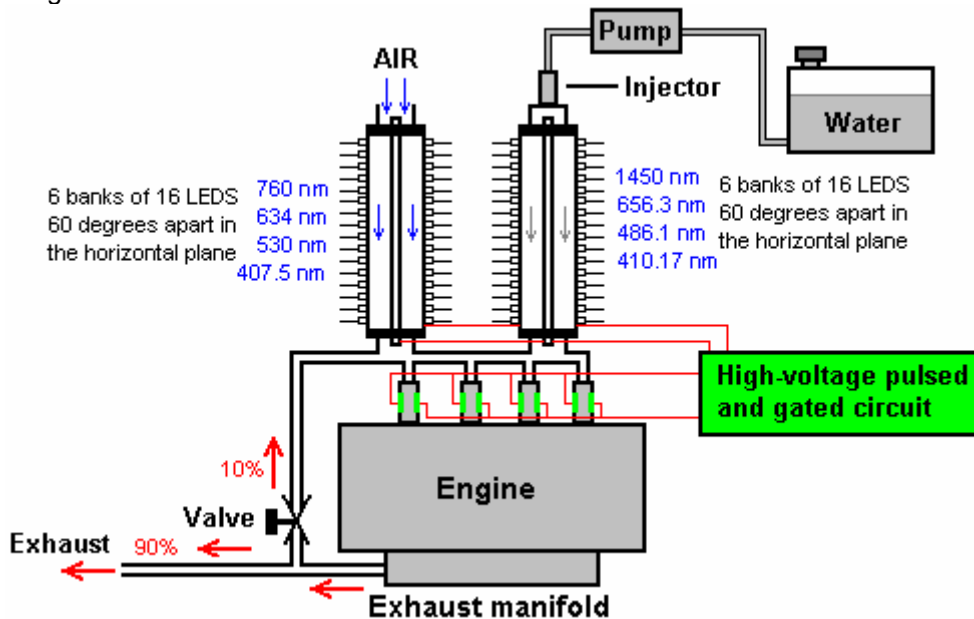 Pump
AIR
Injector
Water
6 banks of 16 LEDS
60 degrees apart in
the horizontal plane
760 nm
634 nm
530 nm
407.5 nm
1450 nm
656.3 nm
486.1 nm
410.17 nm
6 banks of 16 LEDS
60 degrees apart in
the horizontal plane
High-voltage pulsed
and gated circuit
10%
Engine
Valve
Exhaust
90%
Exhaust manifold